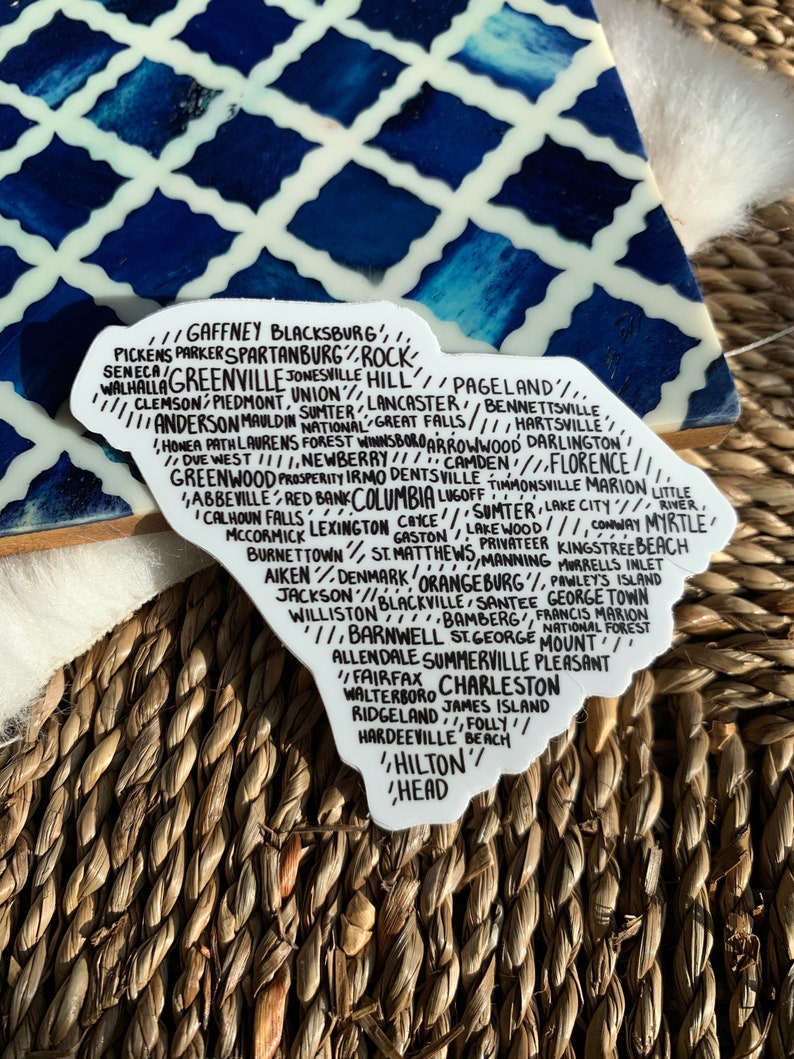 GAFFNEY BLACKSBURG
PICKENS PARKER SPARTANBURG ROCK
SENECA GREENVILLE JONESVILLE HILL PAGELAND
WALHALLA
CLEMSON PIEDMONT UNION LANCASTER BENNETTSVILLE
ANDERSON MAULDIN SUMTER NATIONAL GREAT FALLS HARTSVILLE
HONEA PATH LAURENS FOREST WINNSBORO ARROWWOOD DARLINGTON
DUE WEST NEWBERRY CAMDEN FLORENCE
GREENWOOD PROSPERITY IRMO DENTSVILLE TIMMONSVILLE MARION LITTLE
ABBEVILLE RED BANK COLUMBIA LUGOFF SUMTER LAKE CITY RIVER
CALHOUN FALLS LEXINGTON CAYCE LAKEWOOD CONWAY MYRTLE
MCCORMICK GASTON PRIVATEER KINGSTREE BEACH
BURNETTOWN ST. MATTHEWS MANNING MURRELLS INLET
AIKEN DENMARK ORANGEBURG PAWLEY'S ISLAND
JACKSON BLACKVILLE SANTEE GEORGETOWN
WILLISTON BAMBERG FRANCIS MARION
NATIONAL FOREST
BARNWELL ST. GEORGE MOUNT
ALLENDALE SUMMERVILLE PLEASANT
FAIRFAX CHARLESTON
WALTERBORO JAMES ISLAND
RIDGELAND FOLLY
HARDEEVILLE BEACH
HILTON
HEAD